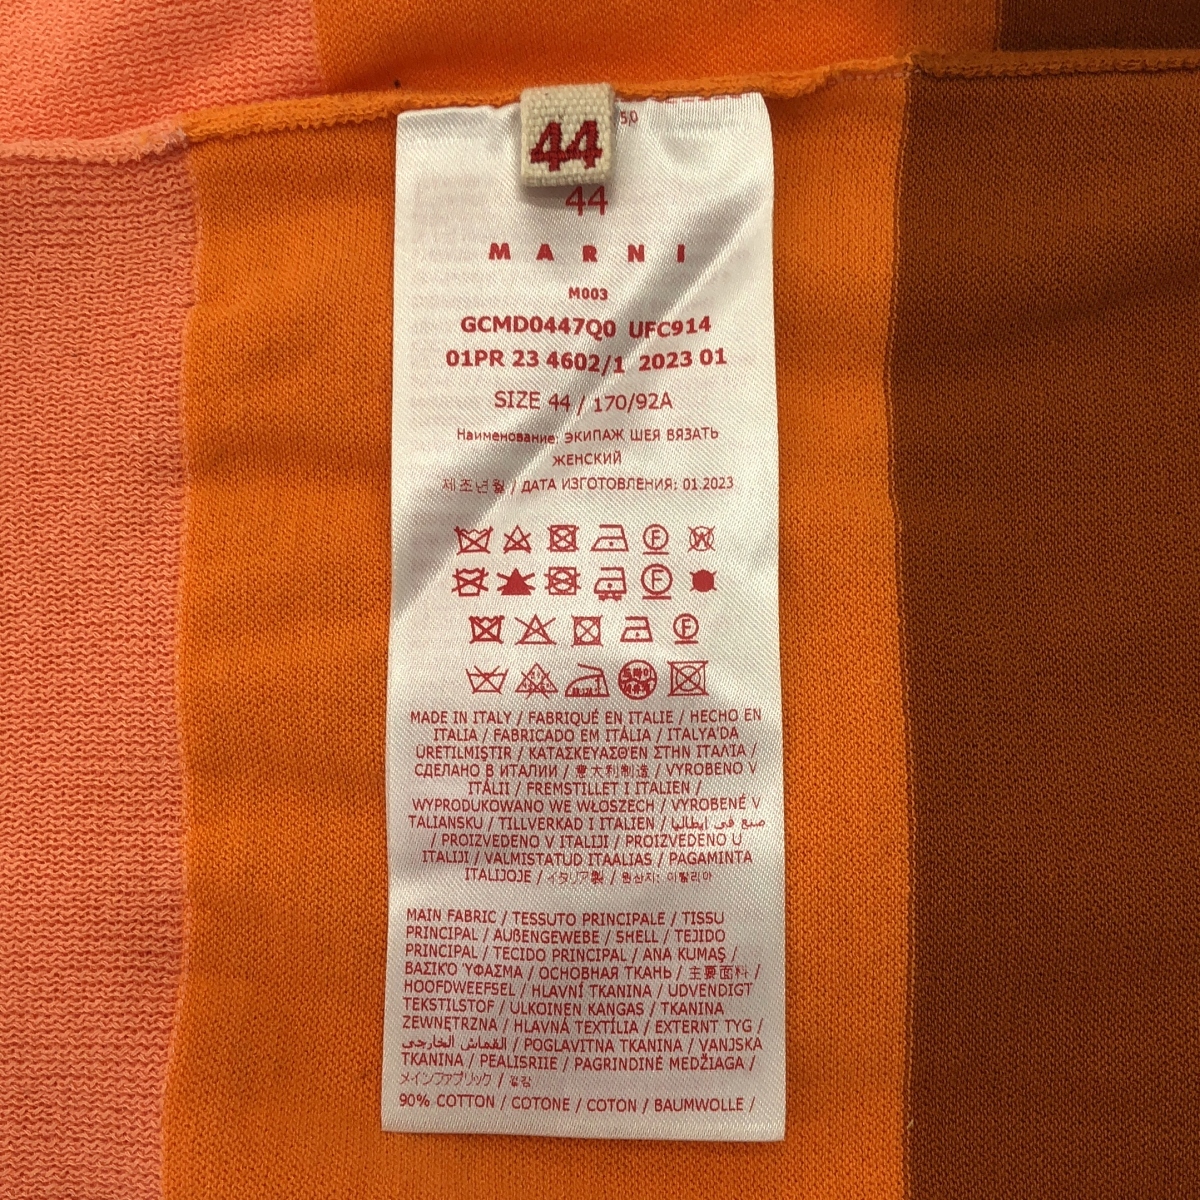 44
5,0
44
MARNI
M003
GCMD0447Q0 UFC914
01PR 23 4602/1 2023 01
SIZE 44 / 170/92A
Наименование: ЭКИПАЖ ШЕЯ ВЯЗАТЬ
ЖЕНСКИЙ
제조년월 / ДАТА ИЗГОТОВЛЕНИЯ: 01.2023
F W
F
F
MADE IN ITALY / FABRIQUÉ EN ITALIE / HECHO EN
ITALIA / FABRICADO EM ITÁLIA / ITALYA'DA
ÜRETILMIŞTIR / ΚΑΤΑΣΚΕΥΑΣΘΈΝ ΣΤΗΝ ΙΤΑΛΊΑ /
СДЕЛАНО В ИТАЛИИ / 意大利制造 / VYROBENO V
ITÁLII / FREMSTILLET I ITALIEN /
WYPRODUKOWANO WE WŁOSZECH / VYROBENÉ V
TALIANSKU / TILLVERKAD I ITALIEN / صنع في إيطاليا
/ PROIZVEDENO V ITALIJI / PROIZVEDENO U
ITALIJI / VALMISTATUD ITAALIAS / PAGAMINTA
ITALIJOJE / イタリア製 / 원산지: 이탈리아
MAIN FABRIC / TESSUTO PRINCIPALE / TISSU
PRINCIPAL / AUßENGEWEBE / SHELL / TEJIDO
PRINCIPAL / TECIDO PRINCIPAL / ANA KUMAŞ /
ΒΑΣΙΚΌ ΎΦΑΣΜΑ / ОСНОВНАЯ ТКАНЬ / 主要面料 /
HOOFDWEEFSEL / HLAVNÍ TKANINA / UDVENDIGT
TEKSTILSTOF / ULKOINEN KANGAS / TKANINA
ZEWNĘTRZNA / HLAVNÁ TEXTÍLIA / EXTERNT TYG /
القماش الخارجي / POGLAVITNA TKANINA / VANJSKA
TKANINA / PEALISRIIE / PAGRINDINĖ MEDŽIAGA /
メインファブリック / 겉감
90% COTTON / COTONE / COTON / BAUMWOLLE /